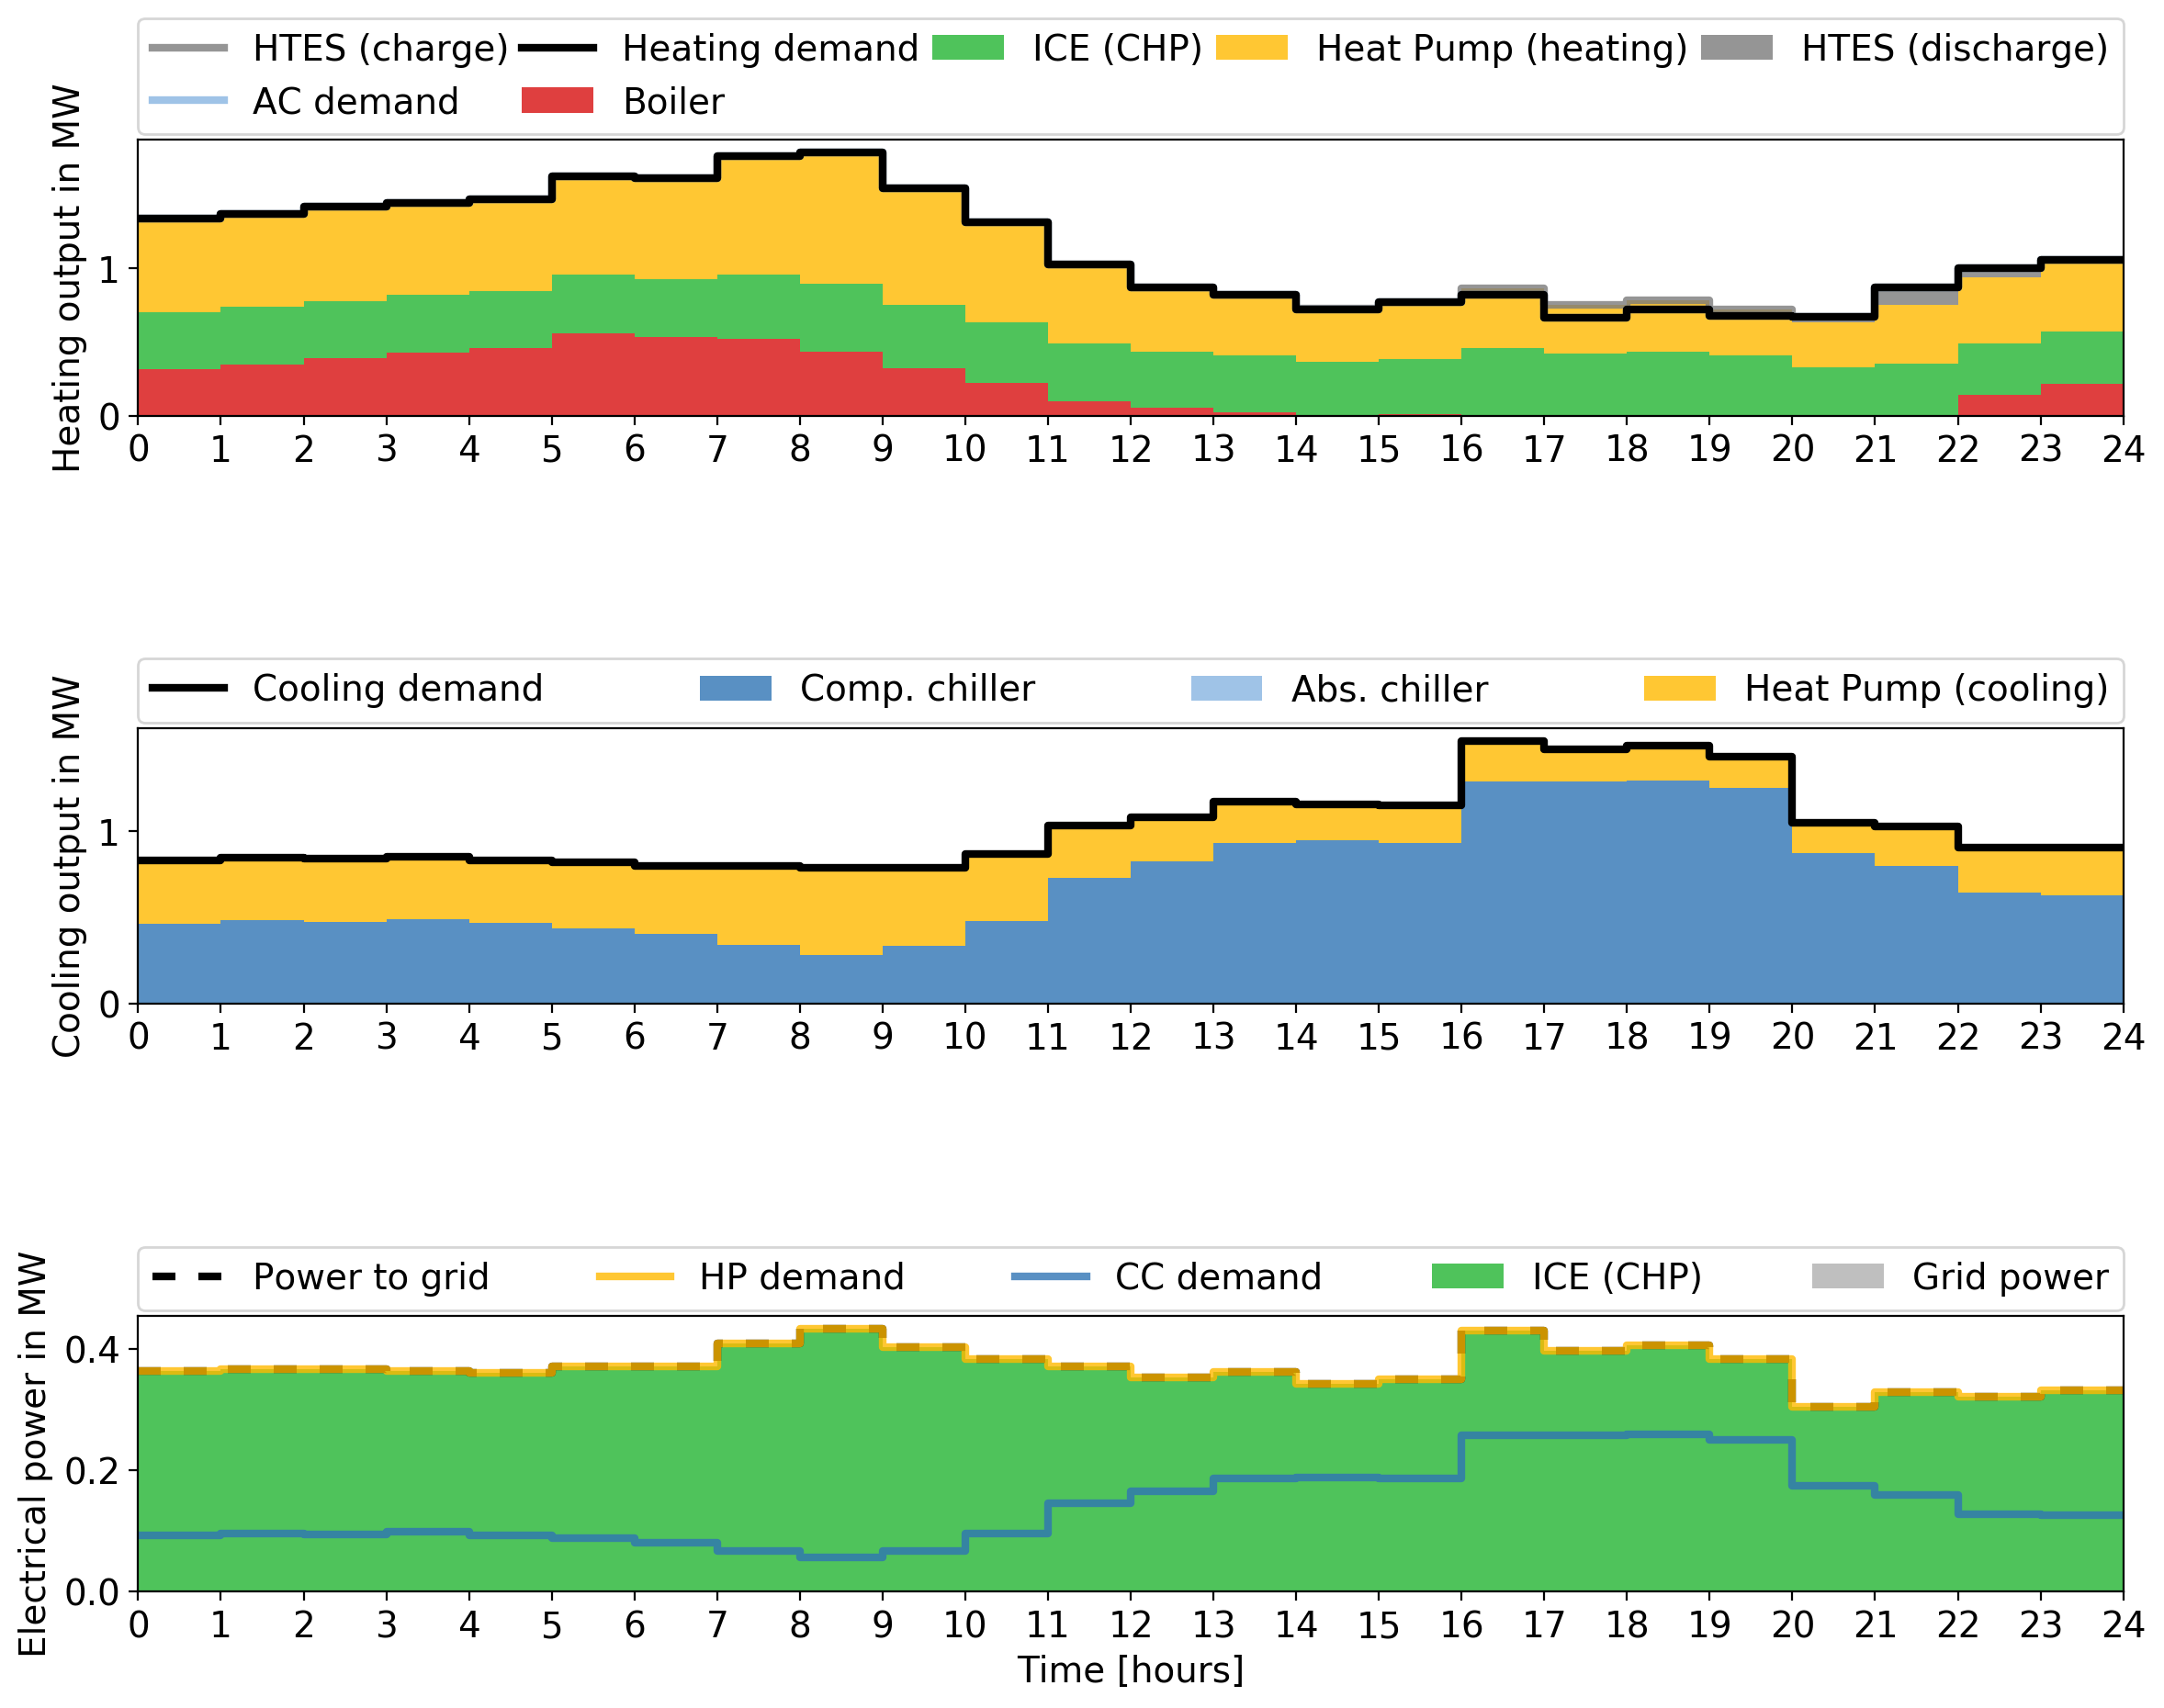 HTES (charge) Heating demand ICE (CHP) Heat Pump (heating) HTES (discharge)
AC demand Boiler
Heating output in MW
1
0
0 1 2 3 4 5 6 7 8 9 10 11 12 13 14 15 16 17 18 19 20 21 22 23 24
Cooling demand Comp. chiller Abs. chiller Heat Pump (cooling)
Cooling output in MW
1
0
0 1 2 3 4 5 6 7 8 9 10 11 12 13 14 15 16 17 18 19 20 21 22 23 24
Power to grid HP demand CC demand ICE (CHP) Grid power
Electrical power in MW
0.4
0.2
0.0
0 1 2 3 4 5 6 7 8 9 10 11 12 13 14 15 16 17 18 19 20 21 22 23 24
Time [hours]